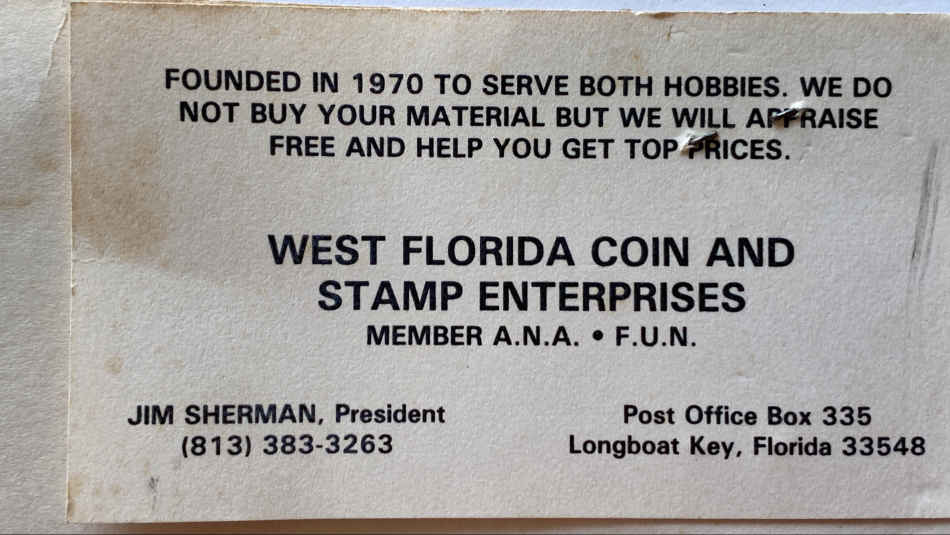 FOUNDED IN 1970 TO SERVE BOTH HOBBIES. WE DO
NOT BUY YOUR MATERIAL BUT WE WILL APPRAISE
FREE AND HELP YOU GET TOP PRICES.
WEST FLORIDA COIN AND
STAMP ENTERPRISES
MEMBER A.N.A. • F.U.N.
JIM SHERMAN, President
(813) 383-3263
Post Office Box 335
Longboat Key, Florida 33548